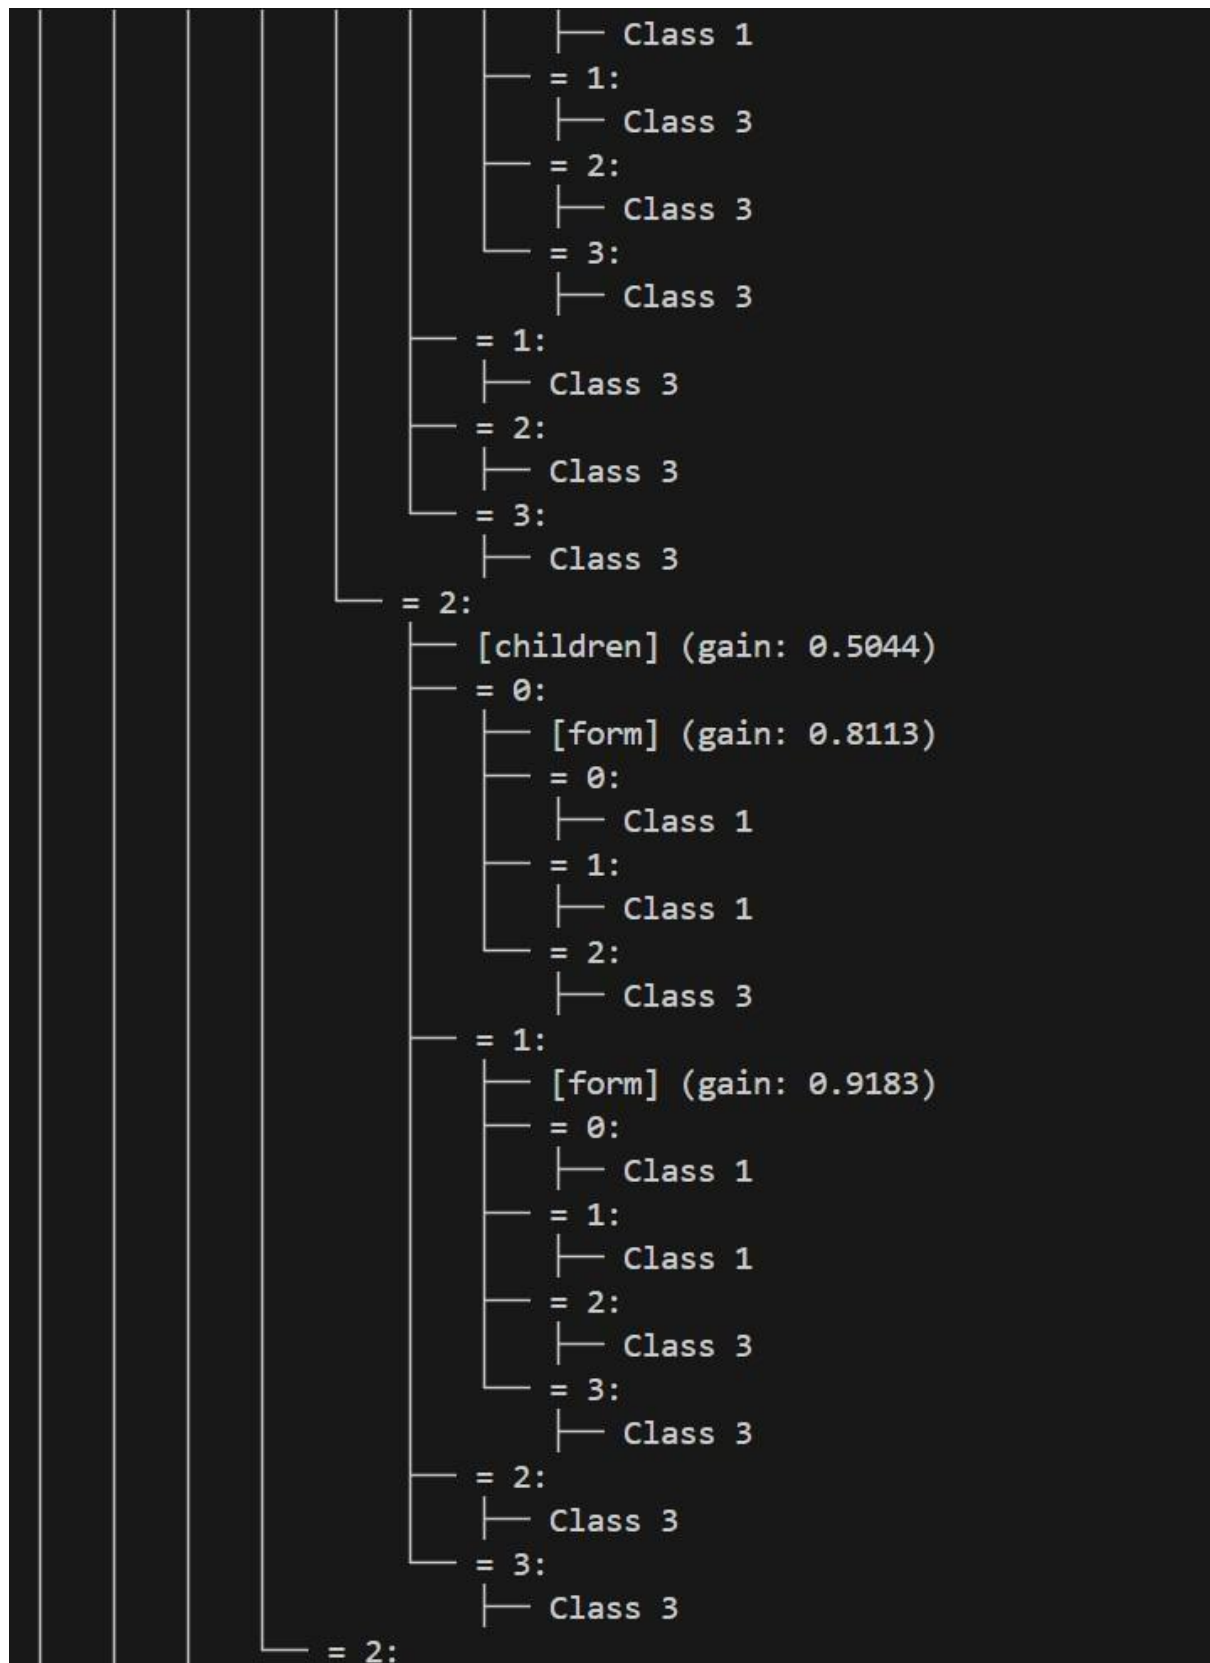 Class 1
= 1:
Class 3
= 2:
Class 3
= 3:
Class 3
= 1:
Class 3
= 2:
Class 3
= 3:
Class 3
= 2:
[children] (gain: 0.5044)
= 0:
[form] (gain: 0.8113)
= 0:
Class 1
= 1:
Class 1
= 2:
Class 3
= 1:
[form] (gain: 0.9183)
= 0:
Class 1
= 1:
Class 1
= 2:
Class 3
= 3:
Class 3
= 2:
Class 3
= 3:
Class 3
= 2: